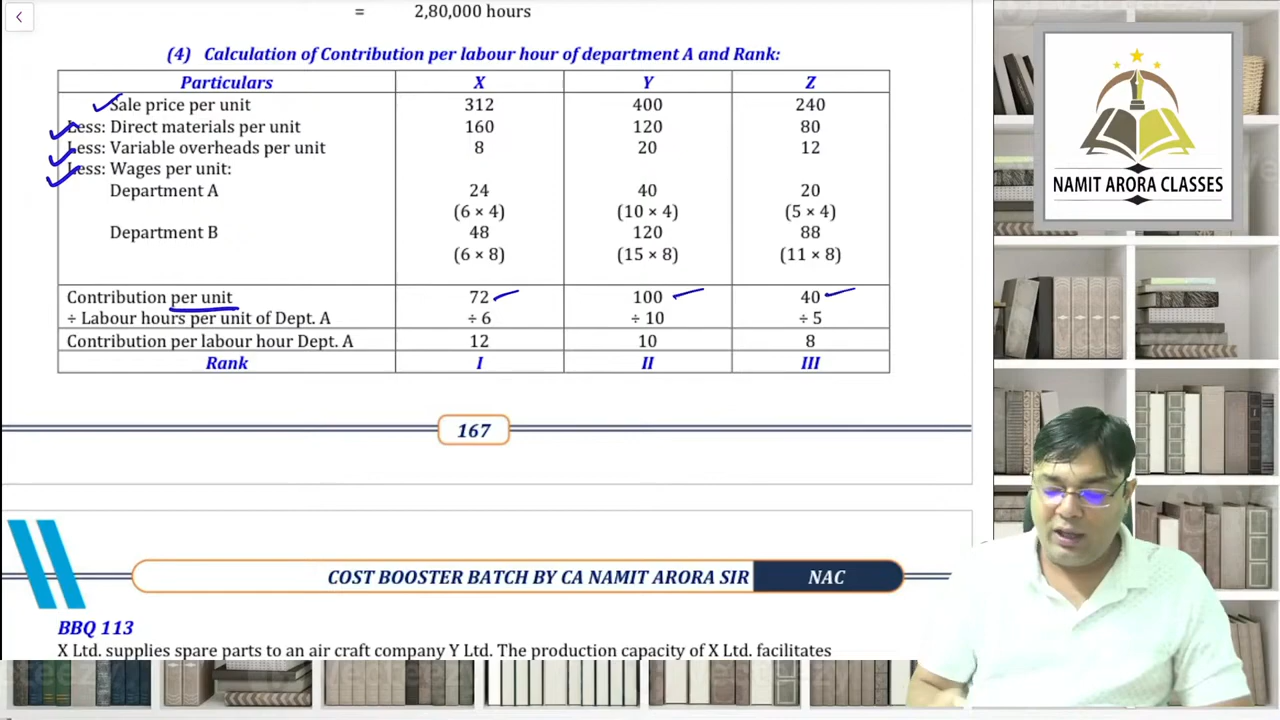 = 2,80,000 hours
(4) Calculation of Contribution per labour hour of department A and Rank:
Particulars X Y Z
Sale price per unit 312 400 240
Less: Direct materials per unit 160 120 80
Less: Variable overheads per unit 8 20 12
Less: Wages per unit:
Department A 24 40 20
(6 × 4) (10 × 4) (5 × 4)
Department B 48 120 88
(6 × 8) (15 × 8) (11 × 8)
Contribution per unit 72 100 40
÷ Labour hours per unit of Dept. A ÷ 6 ÷ 10 ÷ 5
Contribution per labour hour Dept. A 12 10 8
Rank I II III
167
COST BOOSTER BATCH BY CA NAMIT ARORA SIR NAC
BBQ 113
X Ltd. supplies spare parts to an air craft company Y Ltd. The production capacity of X Ltd. facilitates
NAMIT ARORA CLASSES